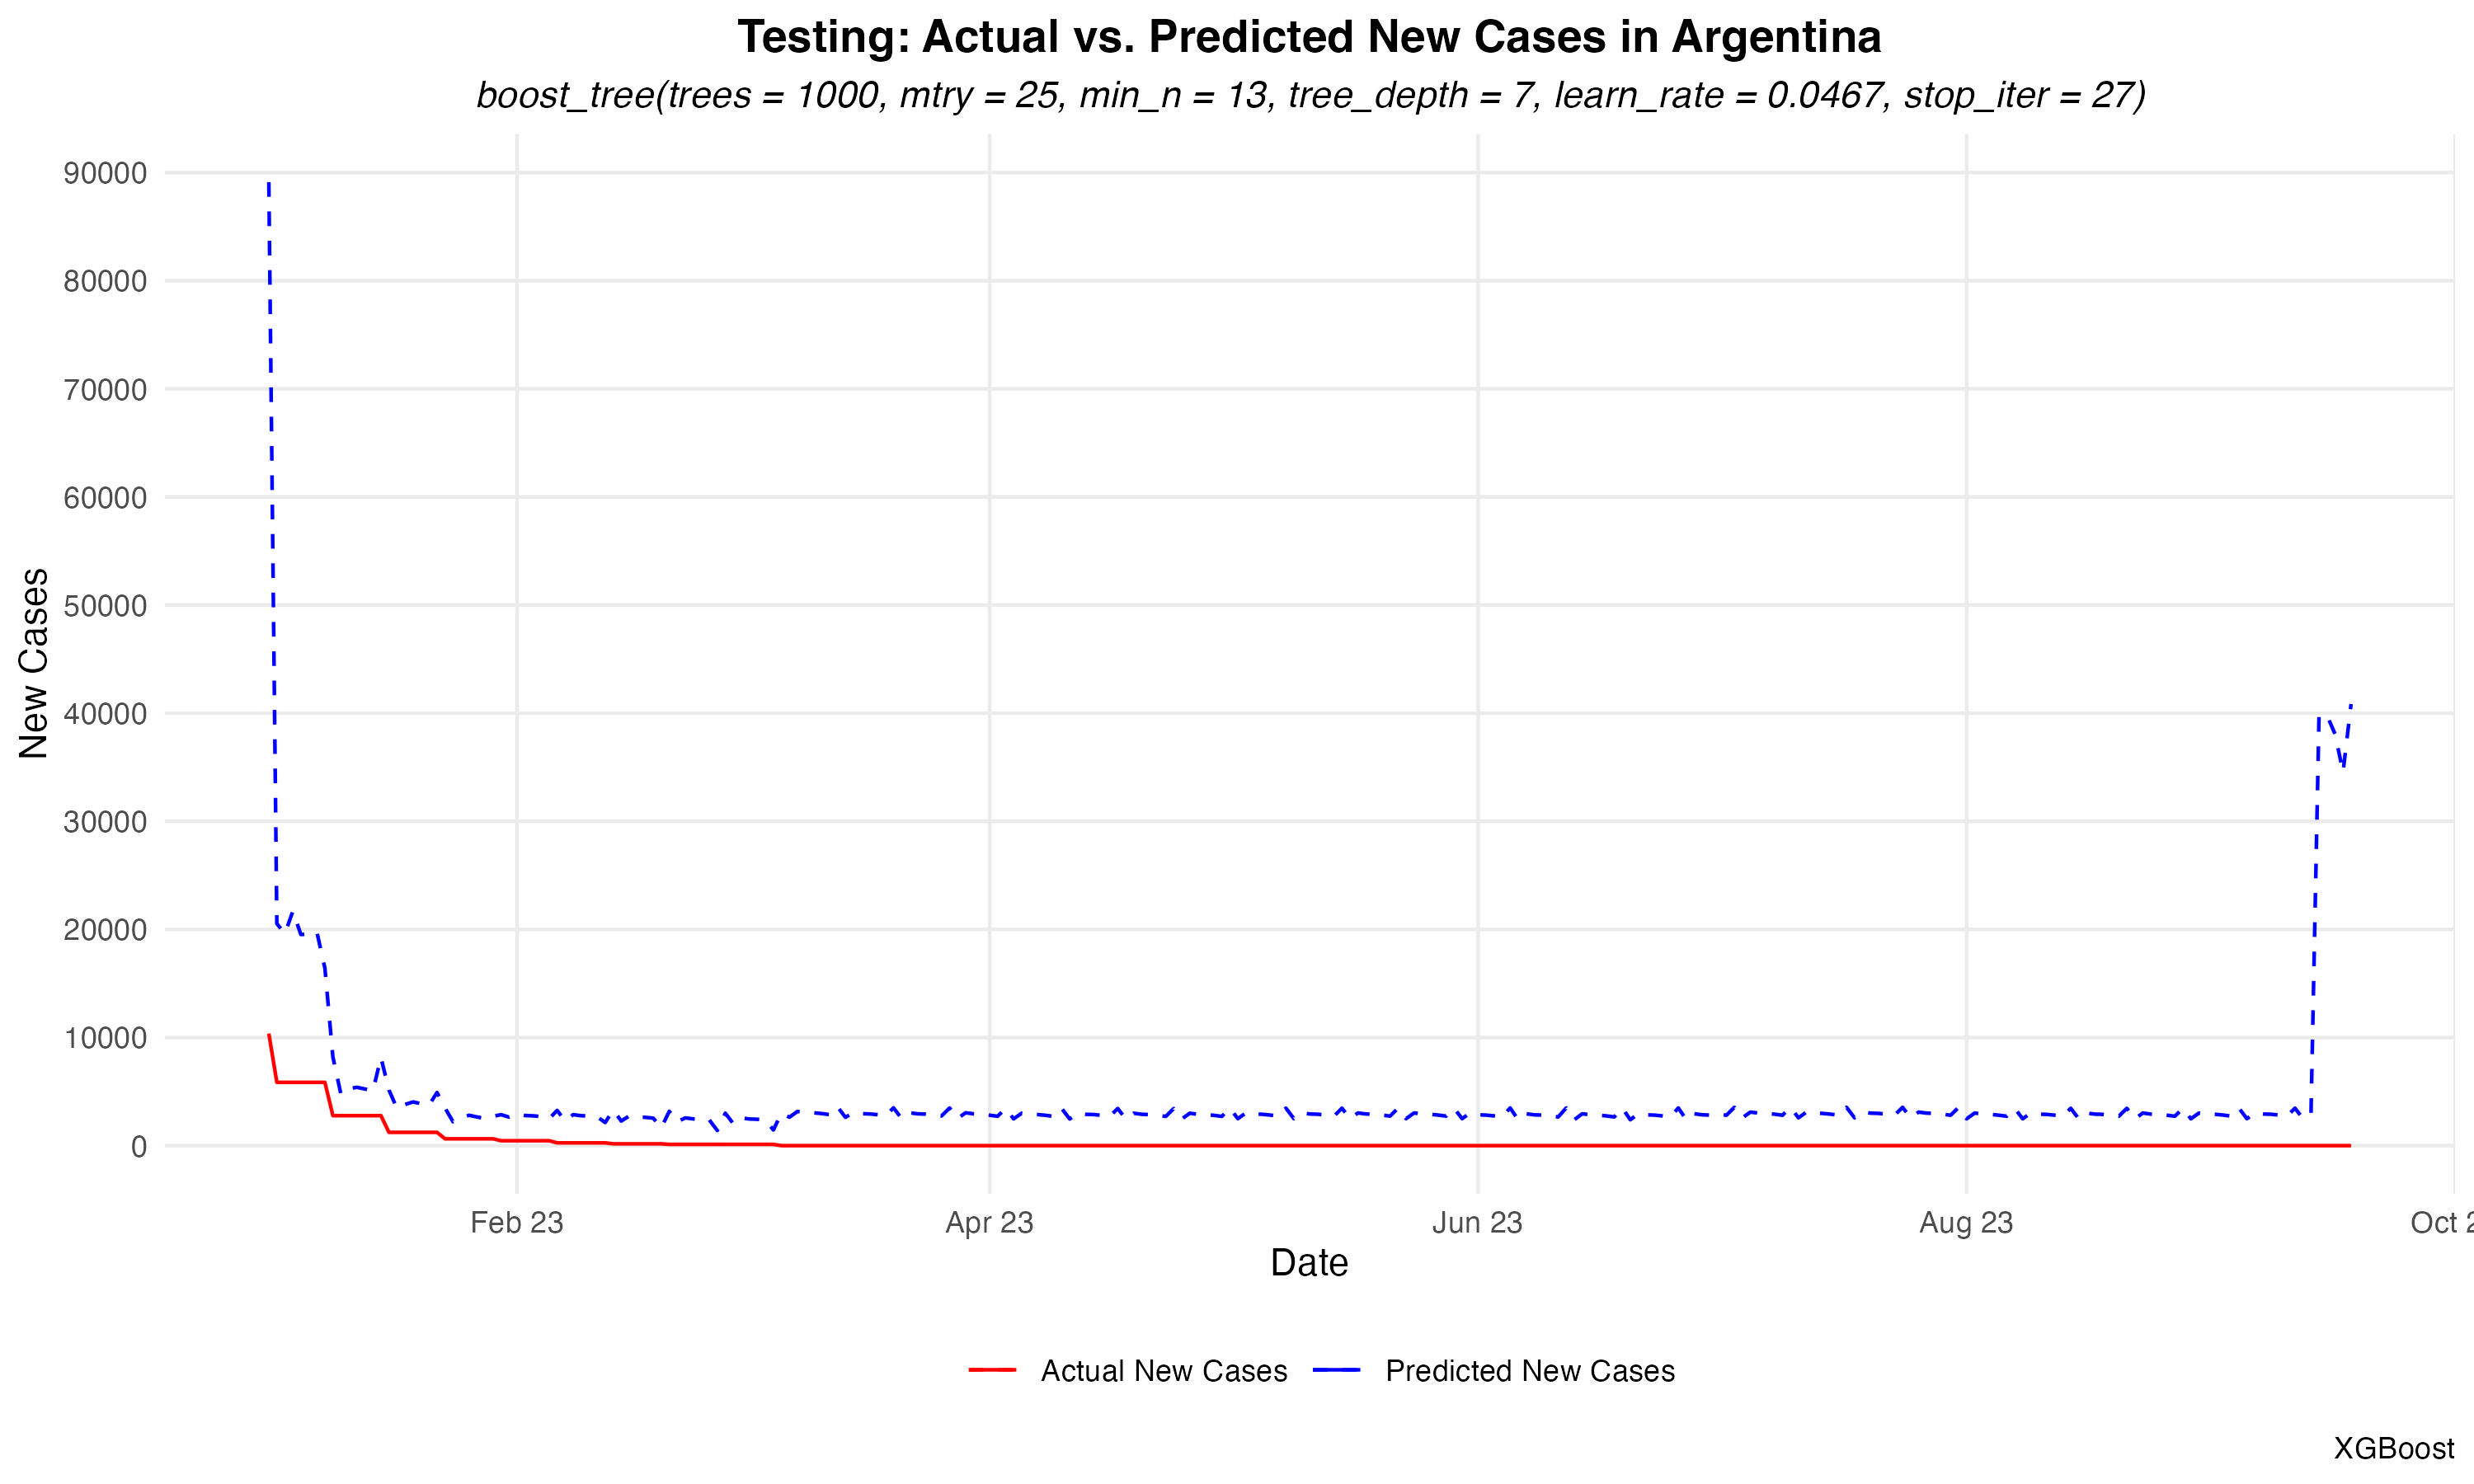 Testing: Actual vs. Predicted New Cases in Argentina
boost_tree(trees = 1000, mtry = 25, min_n = 13, tree_depth = 7, learn_rate = 0.0467, stop_iter = 27)
New Cases
90000
80000
70000
60000
50000
40000
30000
20000
10000
0
Feb 23 Apr 23 Jun 23 Aug 23 Oct
Date
Actual New Cases Predicted New Cases
XGBoost